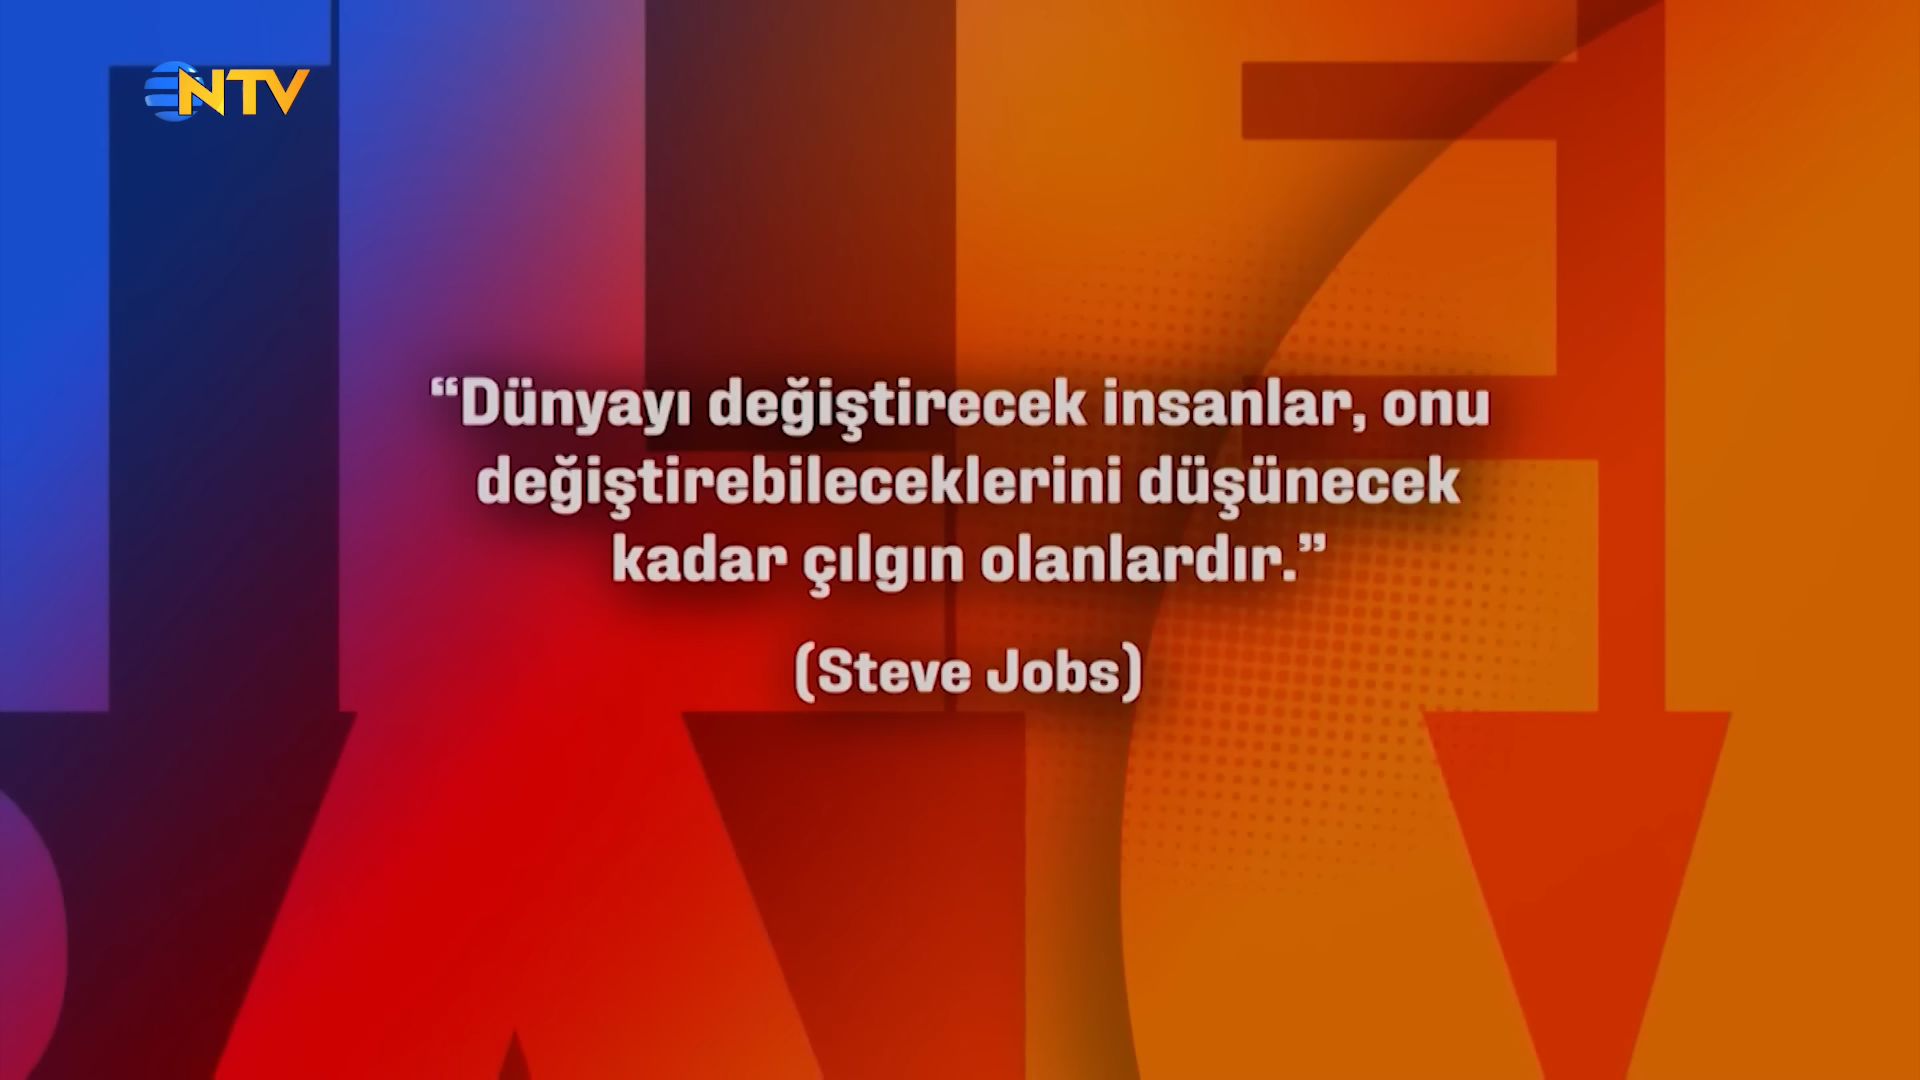 NTV
“Dünyayı değiştirecek insanlar, onu
değiştirebileceklerini düşünecek
kadar çılgın olanlardır.”
(Steve Jobs)